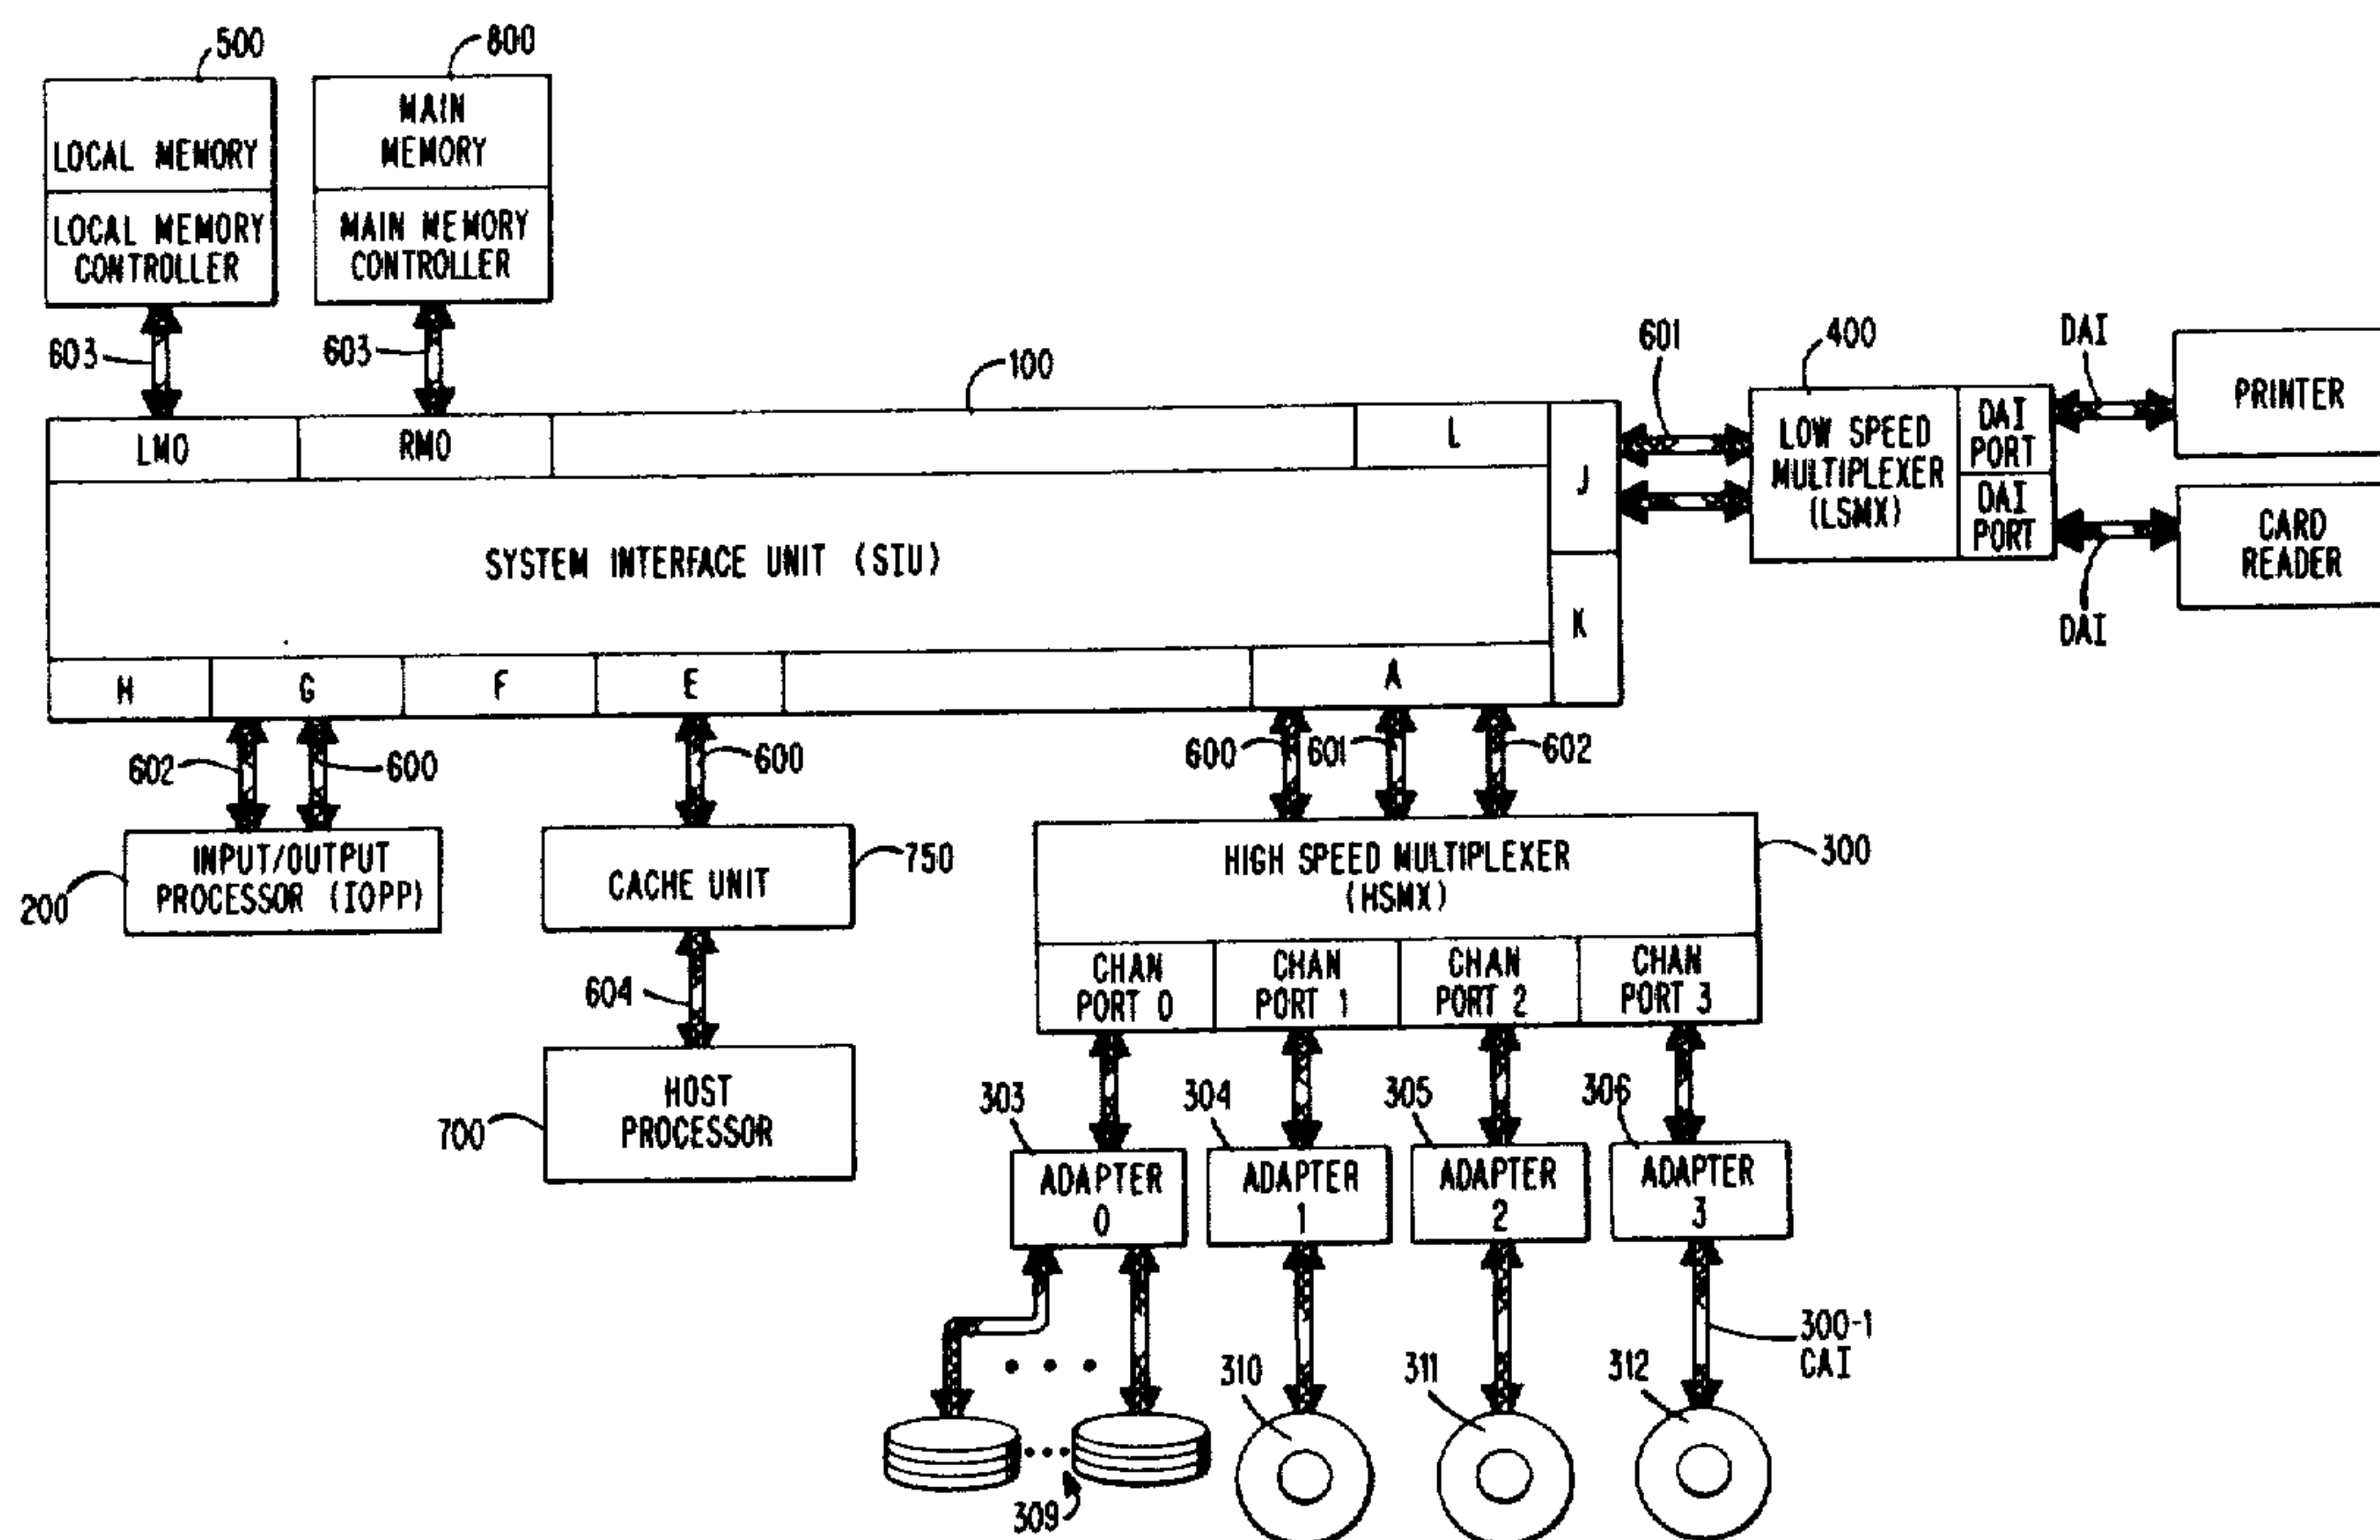 500
800
LOCAL MEMORY
LOCAL MEMORY
CONTROLLER
MAIN
MEMORY
MAIN MEMORY
CONTROLLER
603
603
100
601
400
DAI
PRINTER
LMO
RMO
L
J
K
LOW SPEED
MULTIPLEXER
(LSMX)
DAI
PORT
DAI
PORT
CARD
READER
DAI
SYSTEM INTERFACE UNIT (SIU)
H
G
F
E
A
602
600
600
600
601
602
INPUT/OUTPUT
PROCESSOR (IOPP)
200
CACHE UNIT
750
HIGH SPEED MULTIPLEXER
(HSMX)
300
CHAN
PORT 0
CHAN
PORT 1
CHAN
PORT 2
CHAN
PORT 3
604
HOST
PROCESSOR
700
303
304
305
306
ADAPTER
0
ADAPTER
1
ADAPTER
2
ADAPTER
3
300-1
CAI
310
311
312
309